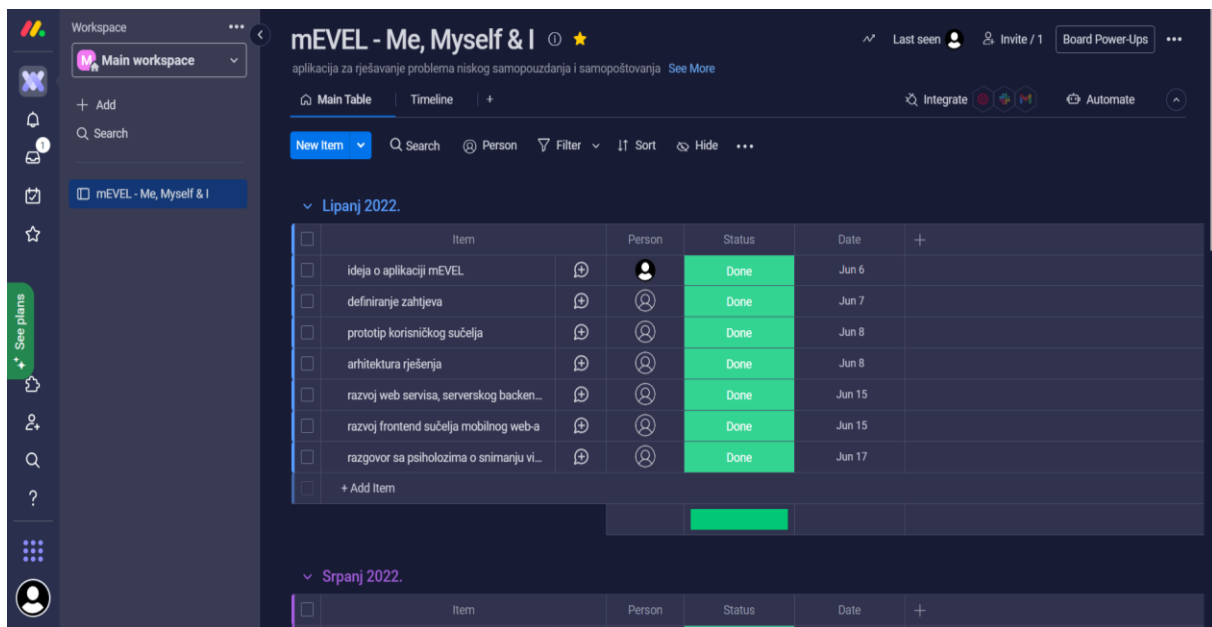 Workspace
M Main workspace
+ Add
Search
mEVEL - Me, Myself & I
1
See plans
?
mEVEL - Me, Myself & I
Last seen
Invite / 1
Board Power-Ups
aplikacija za rješavanje problema niskog samopouzdanja i samopoštovanja See More
Main Table
Timeline
+
Integrate
M
Automate
New Item
Search
Person
Filter
Sort
Hide
Lipanj 2022.
Item Person Status Date +
ideja o aplikaciji mEVEL Done Jun 6
definiranje zahtjeva Done Jun 7
prototip korisničkog sučelja Done Jun 8
arhitektura rješenja Done Jun 8
razvoj web servisa, serverskog backen... Done Jun 15
razvoj frontend sučelja mobilnog web-a Done Jun 15
razgovor sa psiholozima o snimanju vi... Done Jun 17
+ Add Item
Srpanj 2022.
Item Person Status Date +